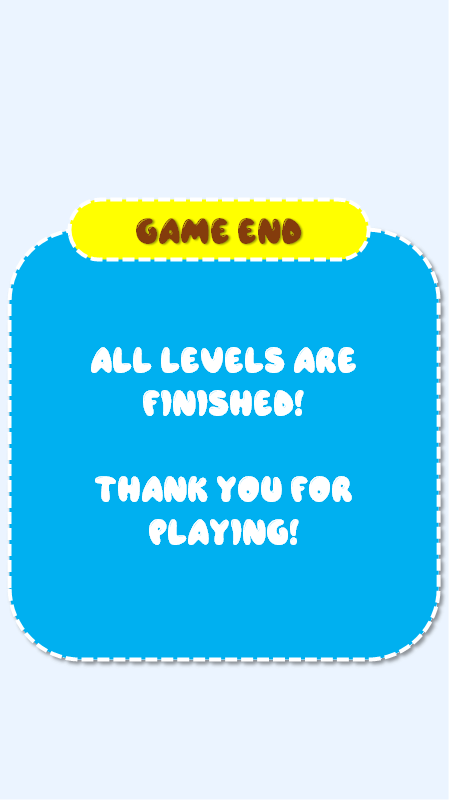 GAME END
ALL LEVELS ARE
FINISHED!
THANK YOU FOR
PLAYING!